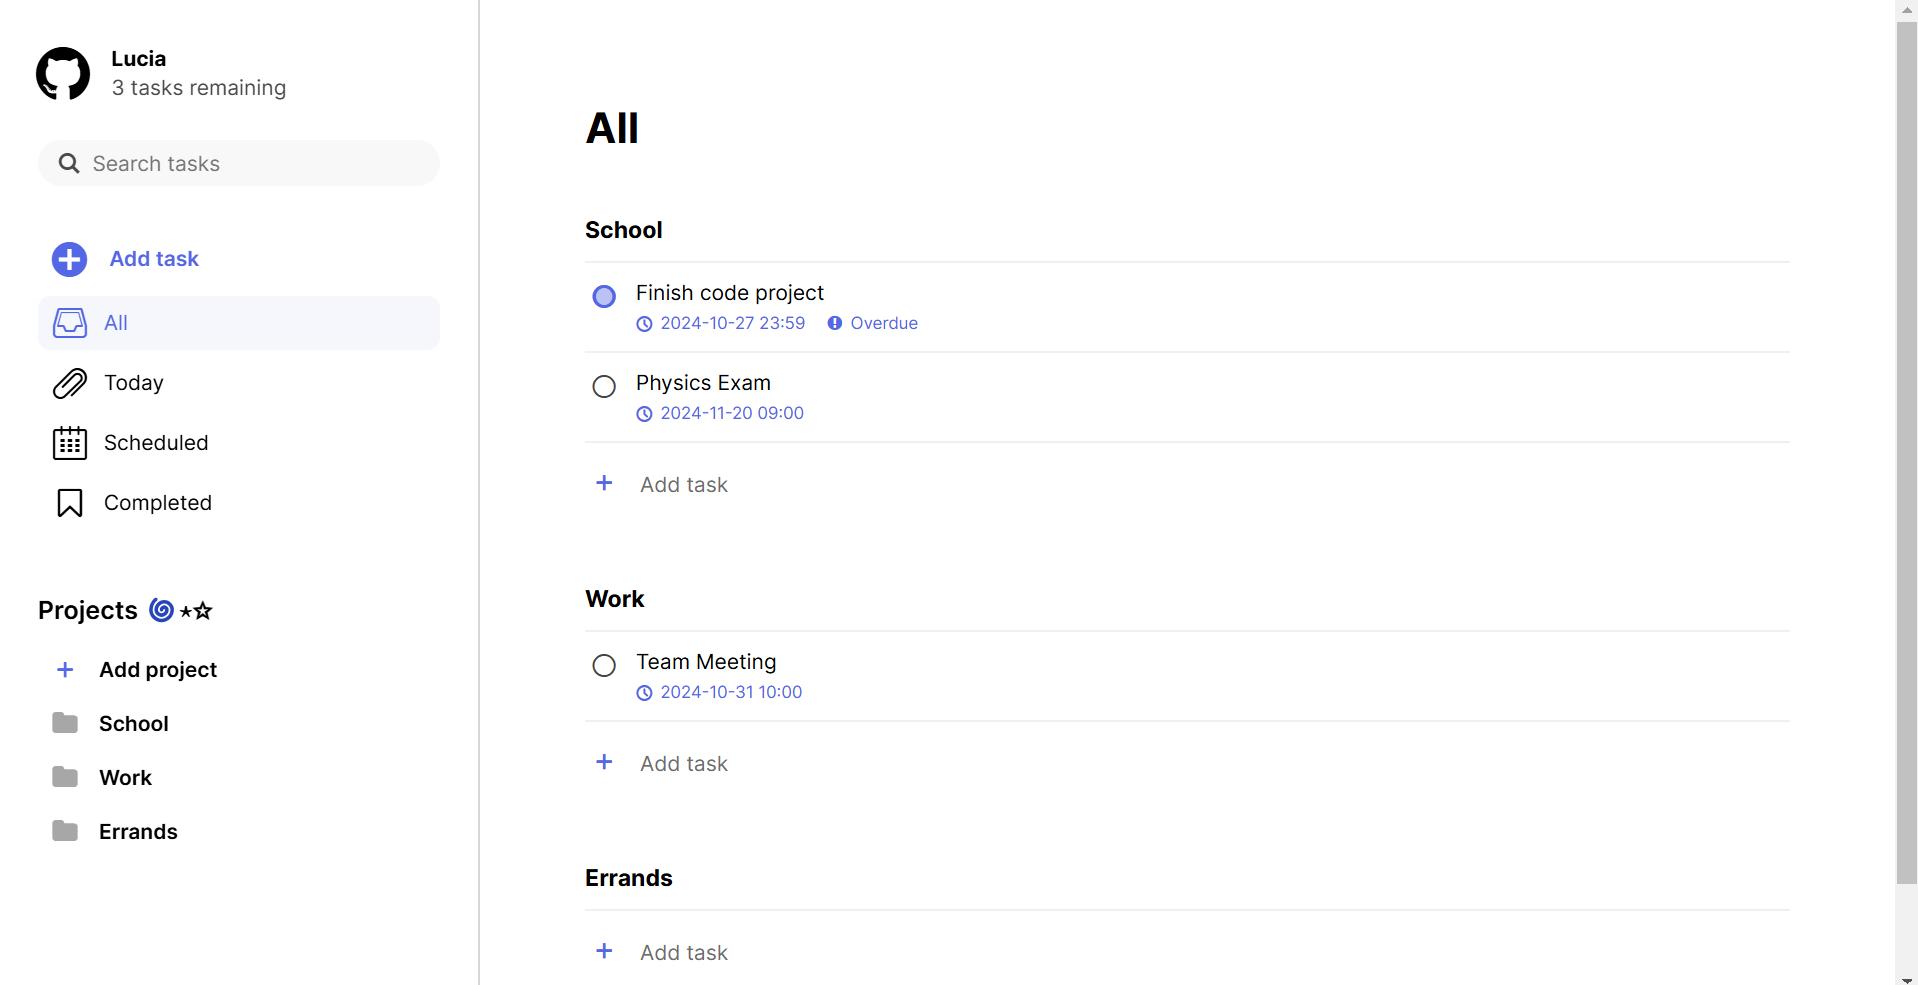 Lucia
3 tasks remaining
Search tasks
Add task
All
Today
Scheduled
Completed
Projects 🌀⋆☆
Add project
School
Work
Errands
All
School
Finish code project
2024-10-27 23:59 Overdue
Physics Exam
2024-11-20 09:00
+ Add task
Work
Team Meeting
2024-10-31 10:00
+ Add task
Errands
+ Add task